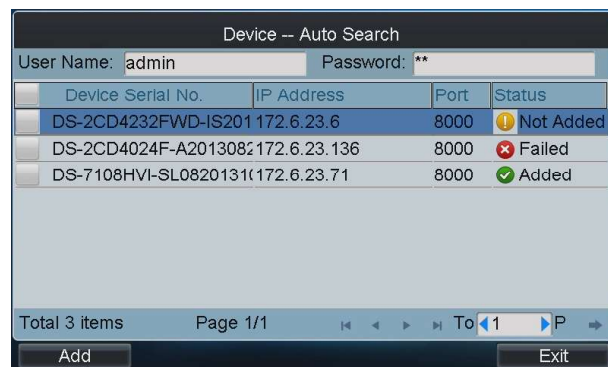 Device -- Auto Search
User Name: admin Password: **
Device Serial No. IP Address Port Status
DS-2CD4232FWD-IS201 172.6.23.6 8000 Not Added
DS-2CD4024F-A2013082 172.6.23.136 8000 Failed
DS-7108HVI-SL0820131( 172.6.23.71 8000 Added
Total 3 items Page 1/1 To 1 P
Add Exit